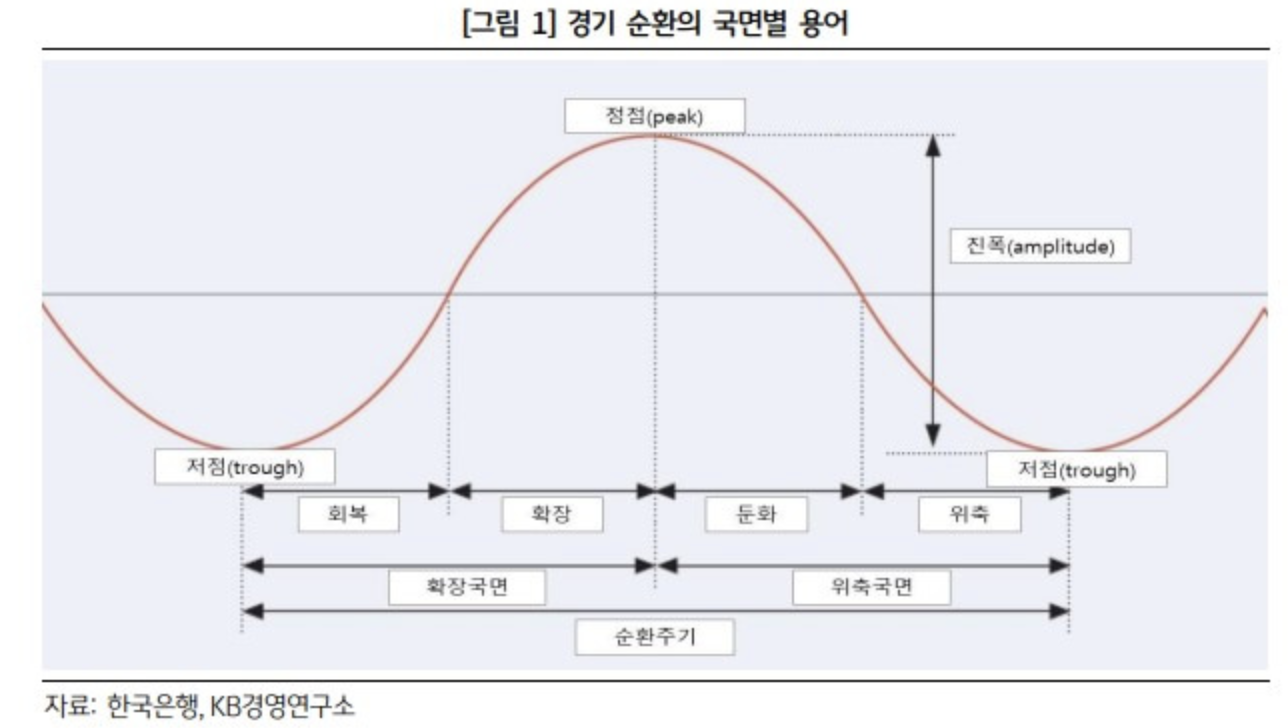 [그림 1] 경기 순환의 국면별 용어
정점(peak)
진폭(amplitude)
저점(trough)
저점(trough)
회복
확장
둔화
위축
확장국면
위축국면
순환주기
자료: 한국은행, KB경영연구소